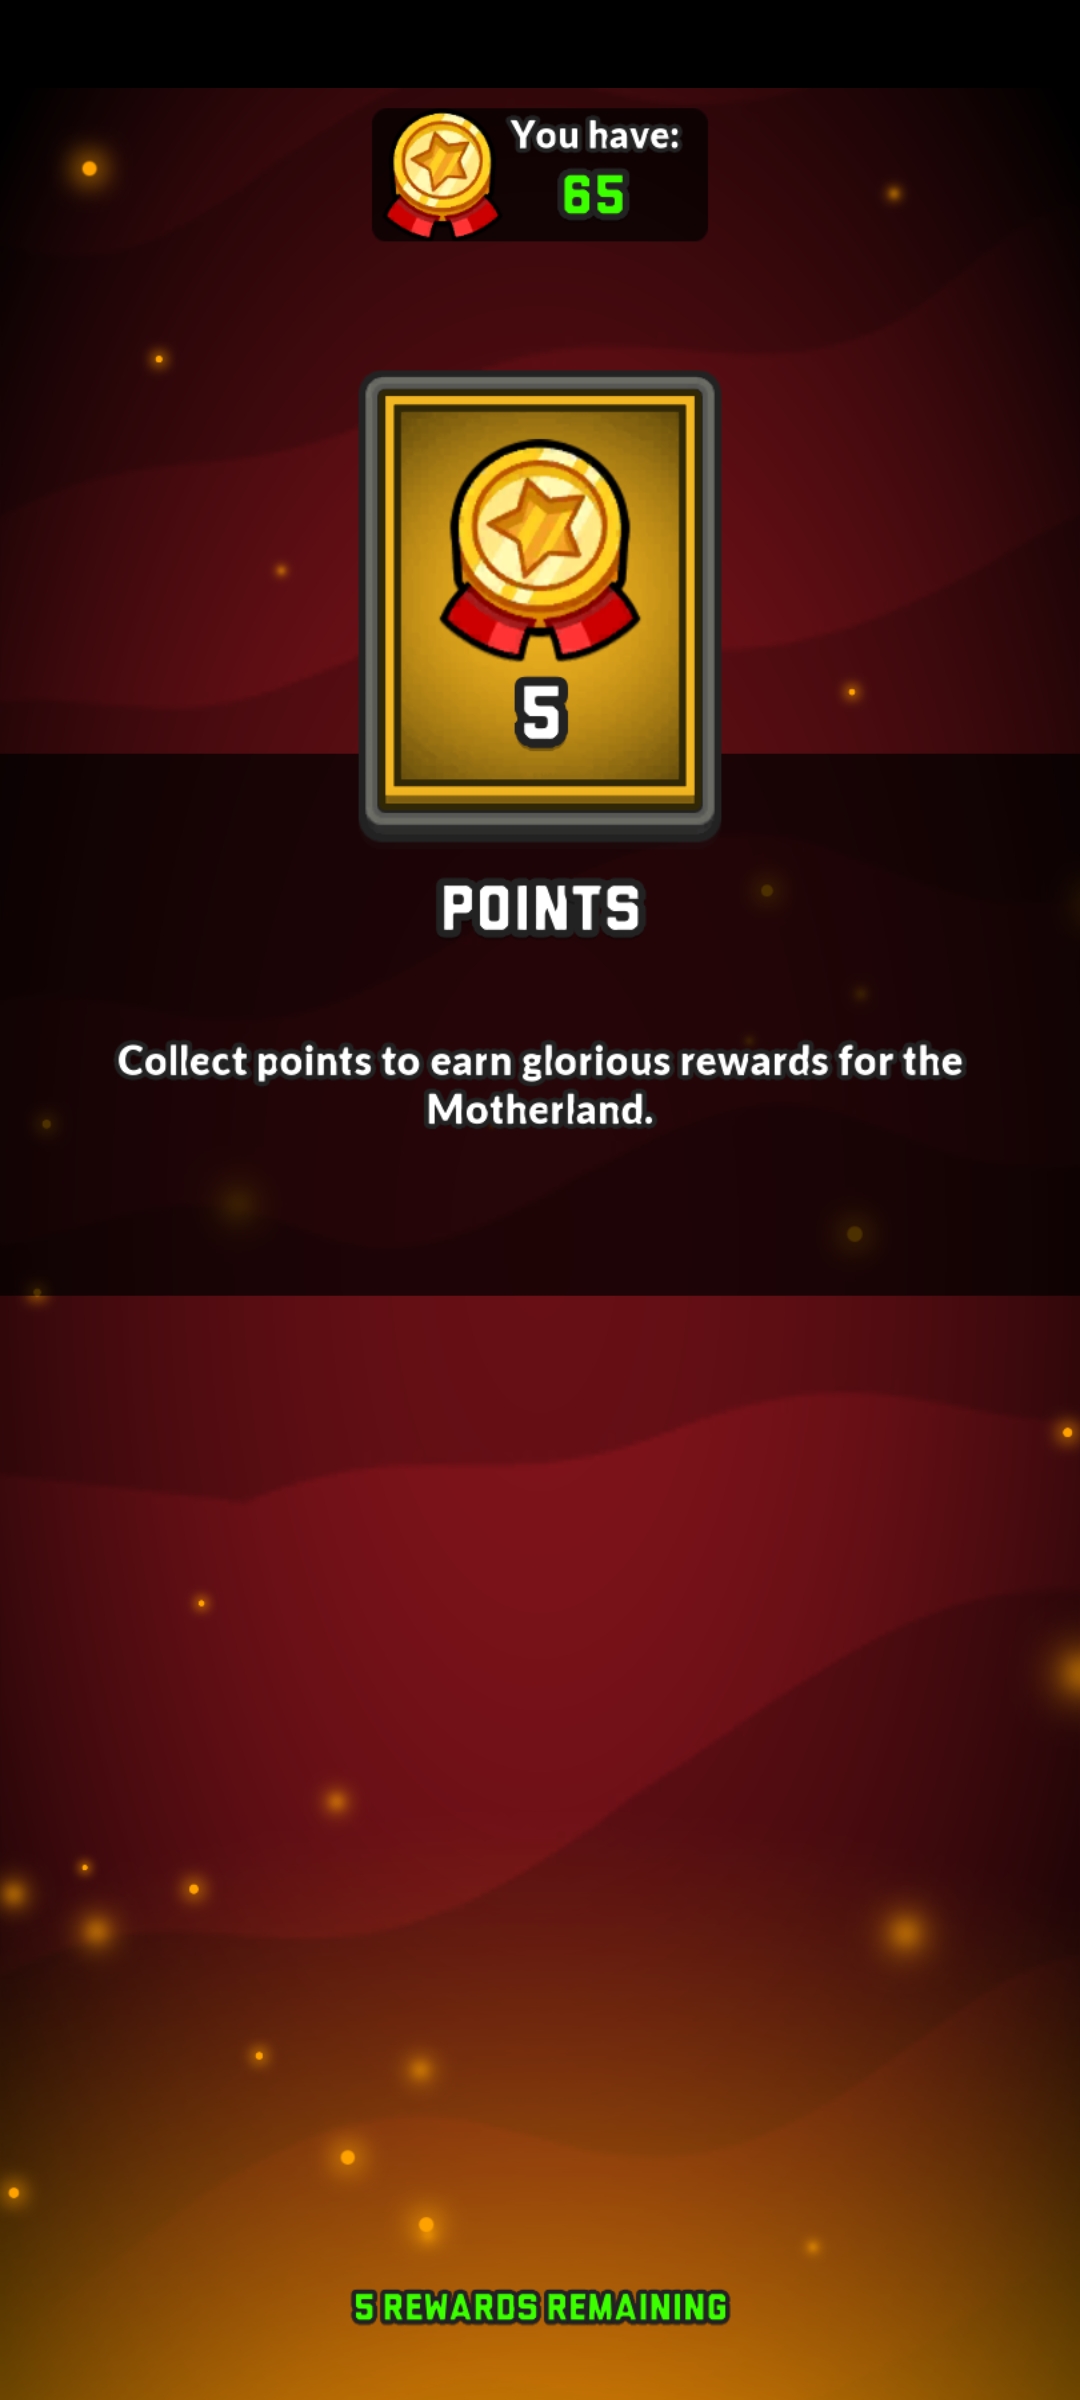 You have:
65
5
POINTS
Collect points to earn glorious rewards for the
Motherland.
5 REWARDS REMAINING